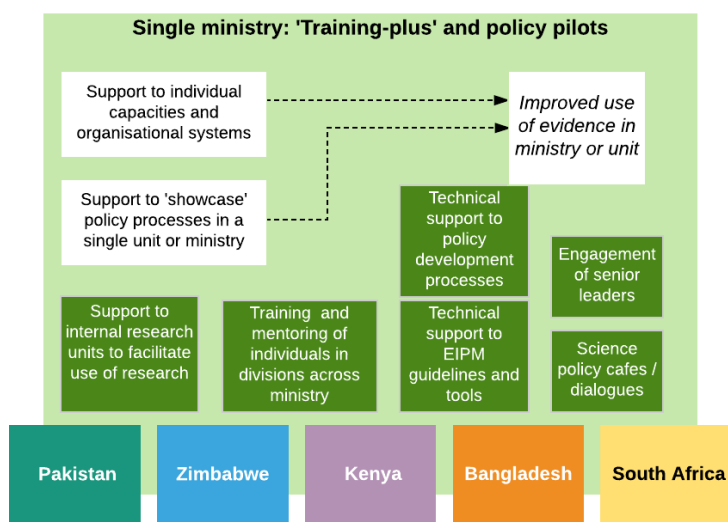 Single ministry: 'Training-plus' and policy pilots
Support to individual
capacities and
organisational systems
Improved use
of evidence in
ministry or unit
Support to 'showcase'
policy processes in a
single unit or ministry
Technical
support to
policy
development
processes
Engagement
of senior
leaders
Support to
internal research
units to facilitate
use of research
Training  and
mentoring of
individuals in
divisions across
ministry
Technical
support to
EIPM
guidelines and
tools
Science
policy cafes /
dialogues
Pakistan
Zimbabwe
Kenya
Bangladesh
South Africa